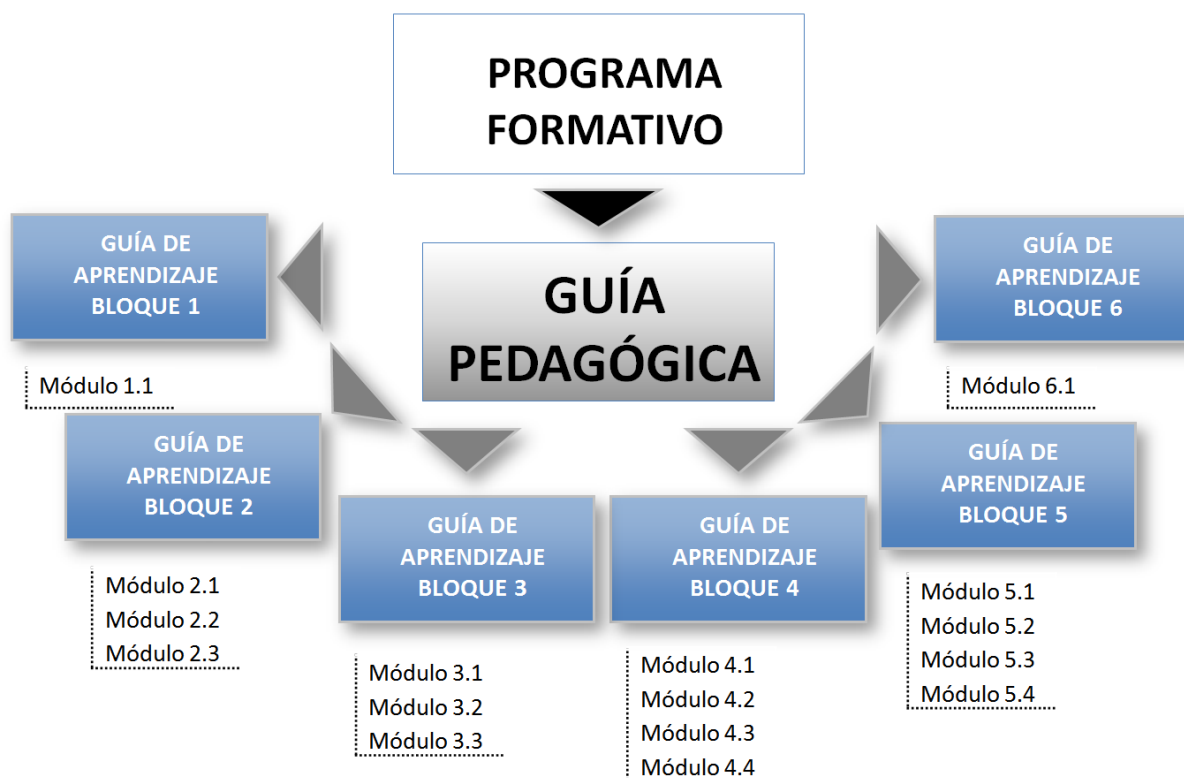 PROGRAMA
FORMATIVO
GUÍA
PEDAGÓGICA
GUÍA DE
APRENDIZAJE
BLOQUE 1
Módulo 1.1
GUÍA DE
APRENDIZAJE
BLOQUE 2
Módulo 2.1
Módulo 2.2
Módulo 2.3
GUÍA DE
APRENDIZAJE
BLOQUE 3
Módulo 3.1
Módulo 3.2
Módulo 3.3
GUÍA DE
APRENDIZAJE
BLOQUE 4
Módulo 4.1
Módulo 4.2
Módulo 4.3
Módulo 4.4
GUÍA DE
APRENDIZAJE
BLOQUE 5
Módulo 5.1
Módulo 5.2
Módulo 5.3
Módulo 5.4
GUÍA DE
APRENDIZAJE
BLOQUE 6
Módulo 6.1